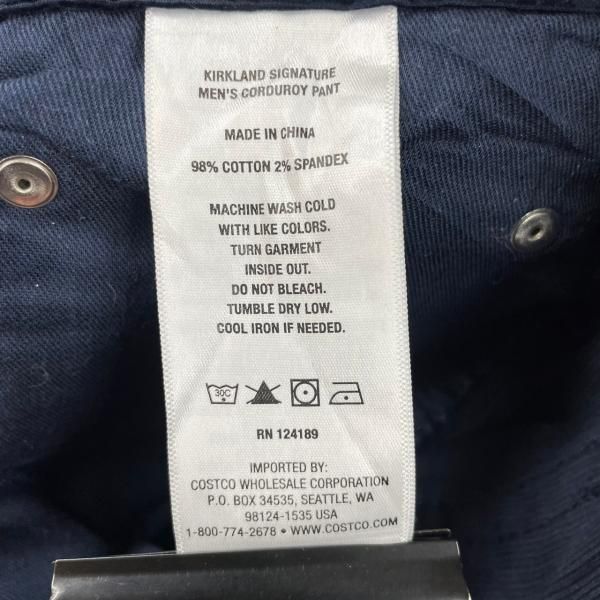 KIRKLAND SIGNATURE
MEN'S CORDUROY PANT
MADE IN CHINA
98% COTTON 2% SPANDEX
MACHINE WASH COLD
WITH LIKE COLORS.
TURN GARMENT
INSIDE OUT.
DO NOT BLEACH.
TUMBLE DRY LOW.
COOL IRON IF NEEDED.
30C
RN 124189
IMPORTED BY:
COSTCO WHOLESALE CORPORATION
P.O. BOX 34535, SEATTLE, WA
98124-1535 USA
1-800-774-2678 • WWW.COSTCO.COM